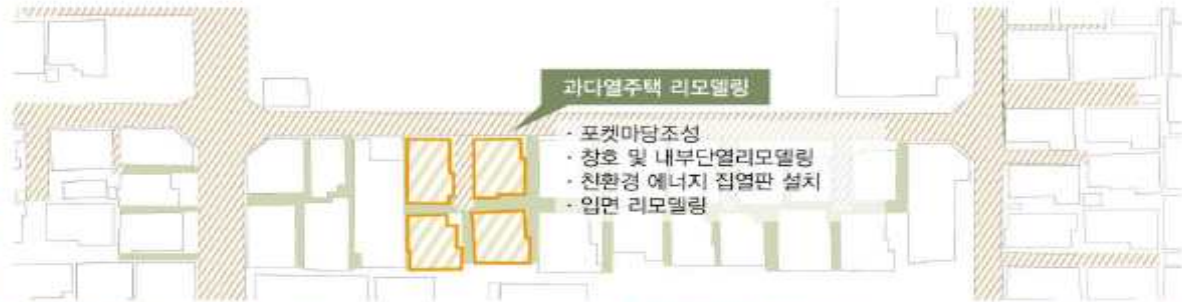 과다열주택 리모델링
· 포켓마당조성
· 창호 및 내부단열리모델링
· 친환경 에너지 집열판 설치
· 입면 리모델링